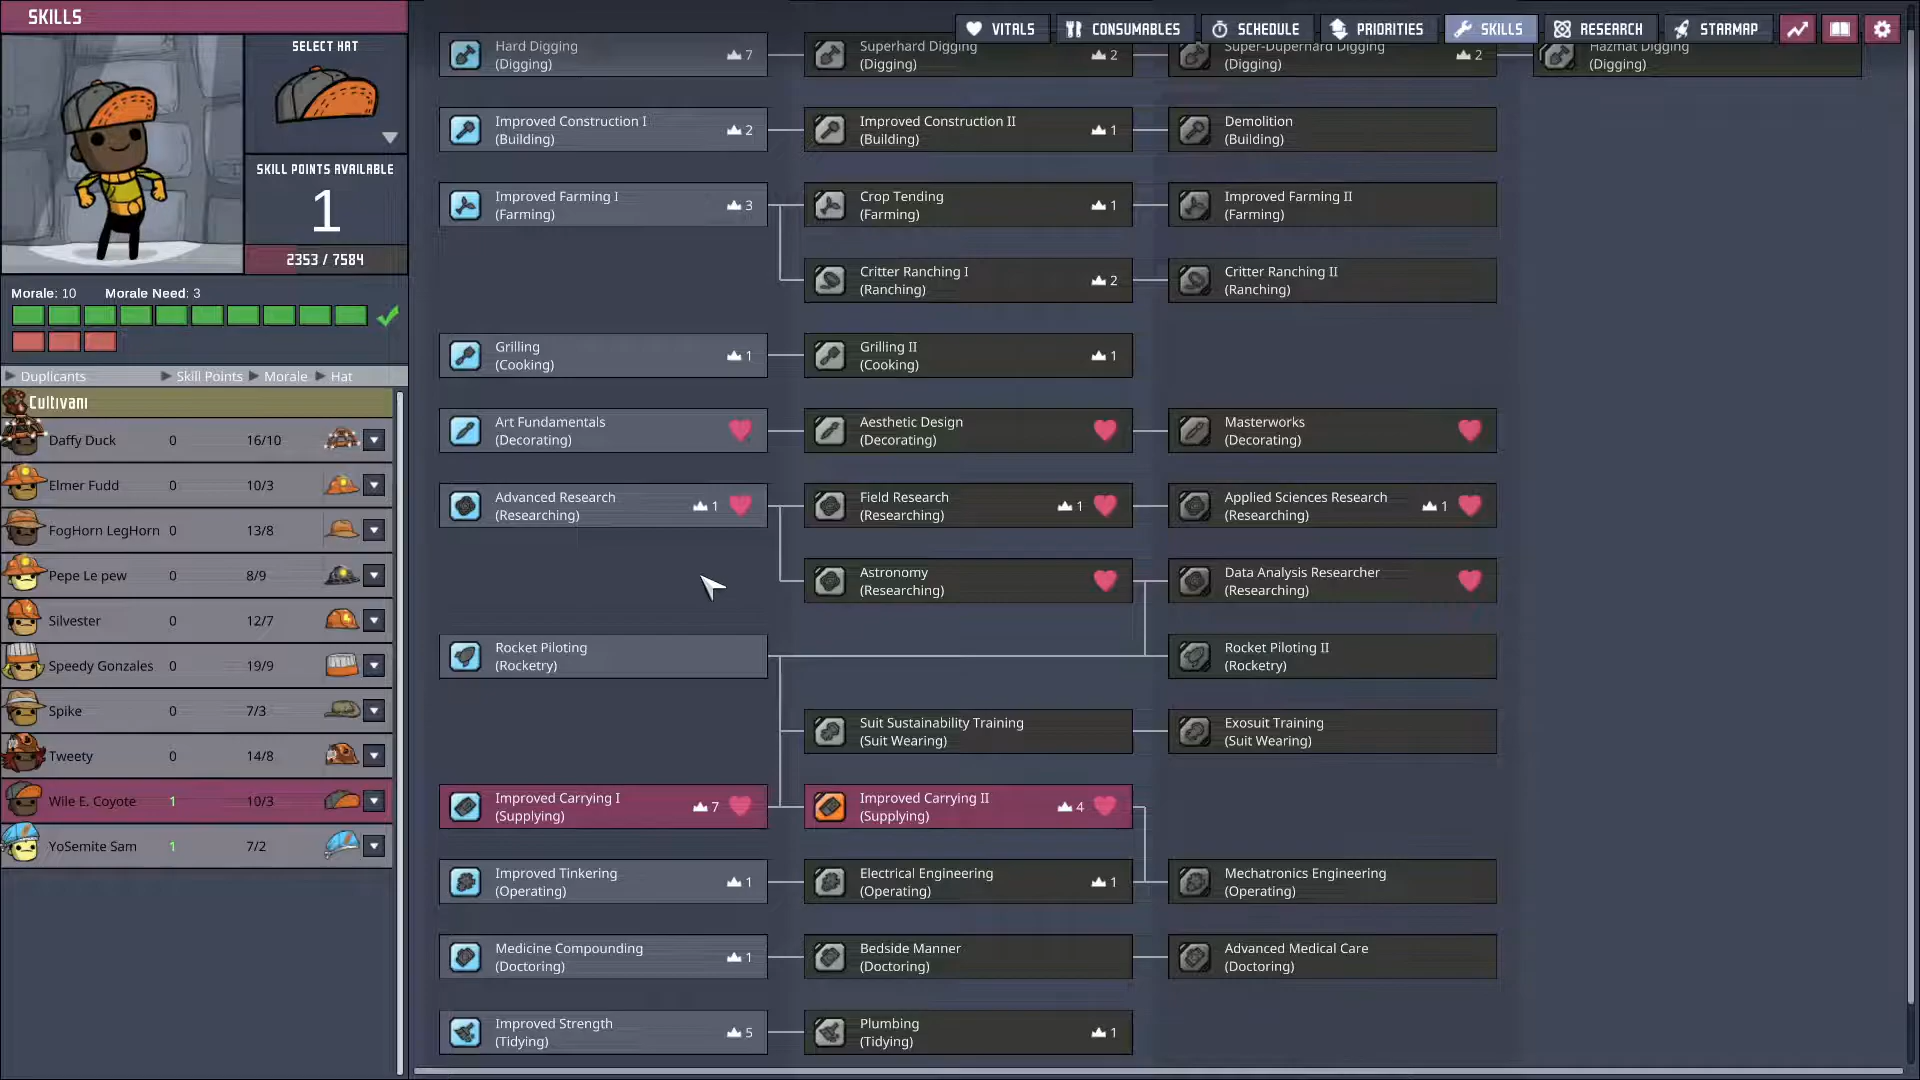 SKILLS
VITALS
CONSUMABLES
SCHEDULE
PRIORITIES
SKILLS
RESEARCH
STARMAP
SELECT HAT
SKILL POINTS AVAILABLE
1
2353 / 7584
Morale: 10 Morale Need: 3
Duplicants Skill Points Morale Hat
Cultivani
Daffy Duck 0 16/10
Elmer Fudd 0 10/3
FogHorn LegHorn 0 13/8
Pepe Le pew 0 8/9
Silvester 0 12/7
Speedy Gonzales 0 19/9
Spike 0 7/3
Tweety 0 14/8
Wile E. Coyote 1 10/3
YoSemite Sam 1 7/2
Hard Digging
(Digging)
7
Superhard Digging
(Digging)
2
Super-Duperhard Digging
(Digging)
2
Hazmat Digging
(Digging)
Improved Construction I
(Building)
2
Improved Construction II
(Building)
1
Demolition
(Building)
Improved Farming I
(Farming)
3
Crop Tending
(Farming)
1
Improved Farming II
(Farming)
Critter Ranching I
(Ranching)
2
Critter Ranching II
(Ranching)
Grilling
(Cooking)
1
Grilling II
(Cooking)
1
Art Fundamentals
(Decorating)
Aesthetic Design
(Decorating)
Masterworks
(Decorating)
Advanced Research
(Researching)
1
Field Research
(Researching)
1
Applied Sciences Research
(Researching)
1
Astronomy
(Researching)
Data Analysis Researcher
(Researching)
Rocket Piloting
(Rocketry)
Rocket Piloting II
(Rocketry)
Suit Sustainability Training
(Suit Wearing)
Exosuit Training
(Suit Wearing)
Improved Carrying I
(Supplying)
7
Improved Carrying II
(Supplying)
4
Improved Tinkering
(Operating)
1
Electrical Engineering
(Operating)
1
Mechatronics Engineering
(Operating)
Medicine Compounding
(Doctoring)
1
Bedside Manner
(Doctoring)
Advanced Medical Care
(Doctoring)
Improved Strength
(Tidying)
5
Plumbing
(Tidying)
1